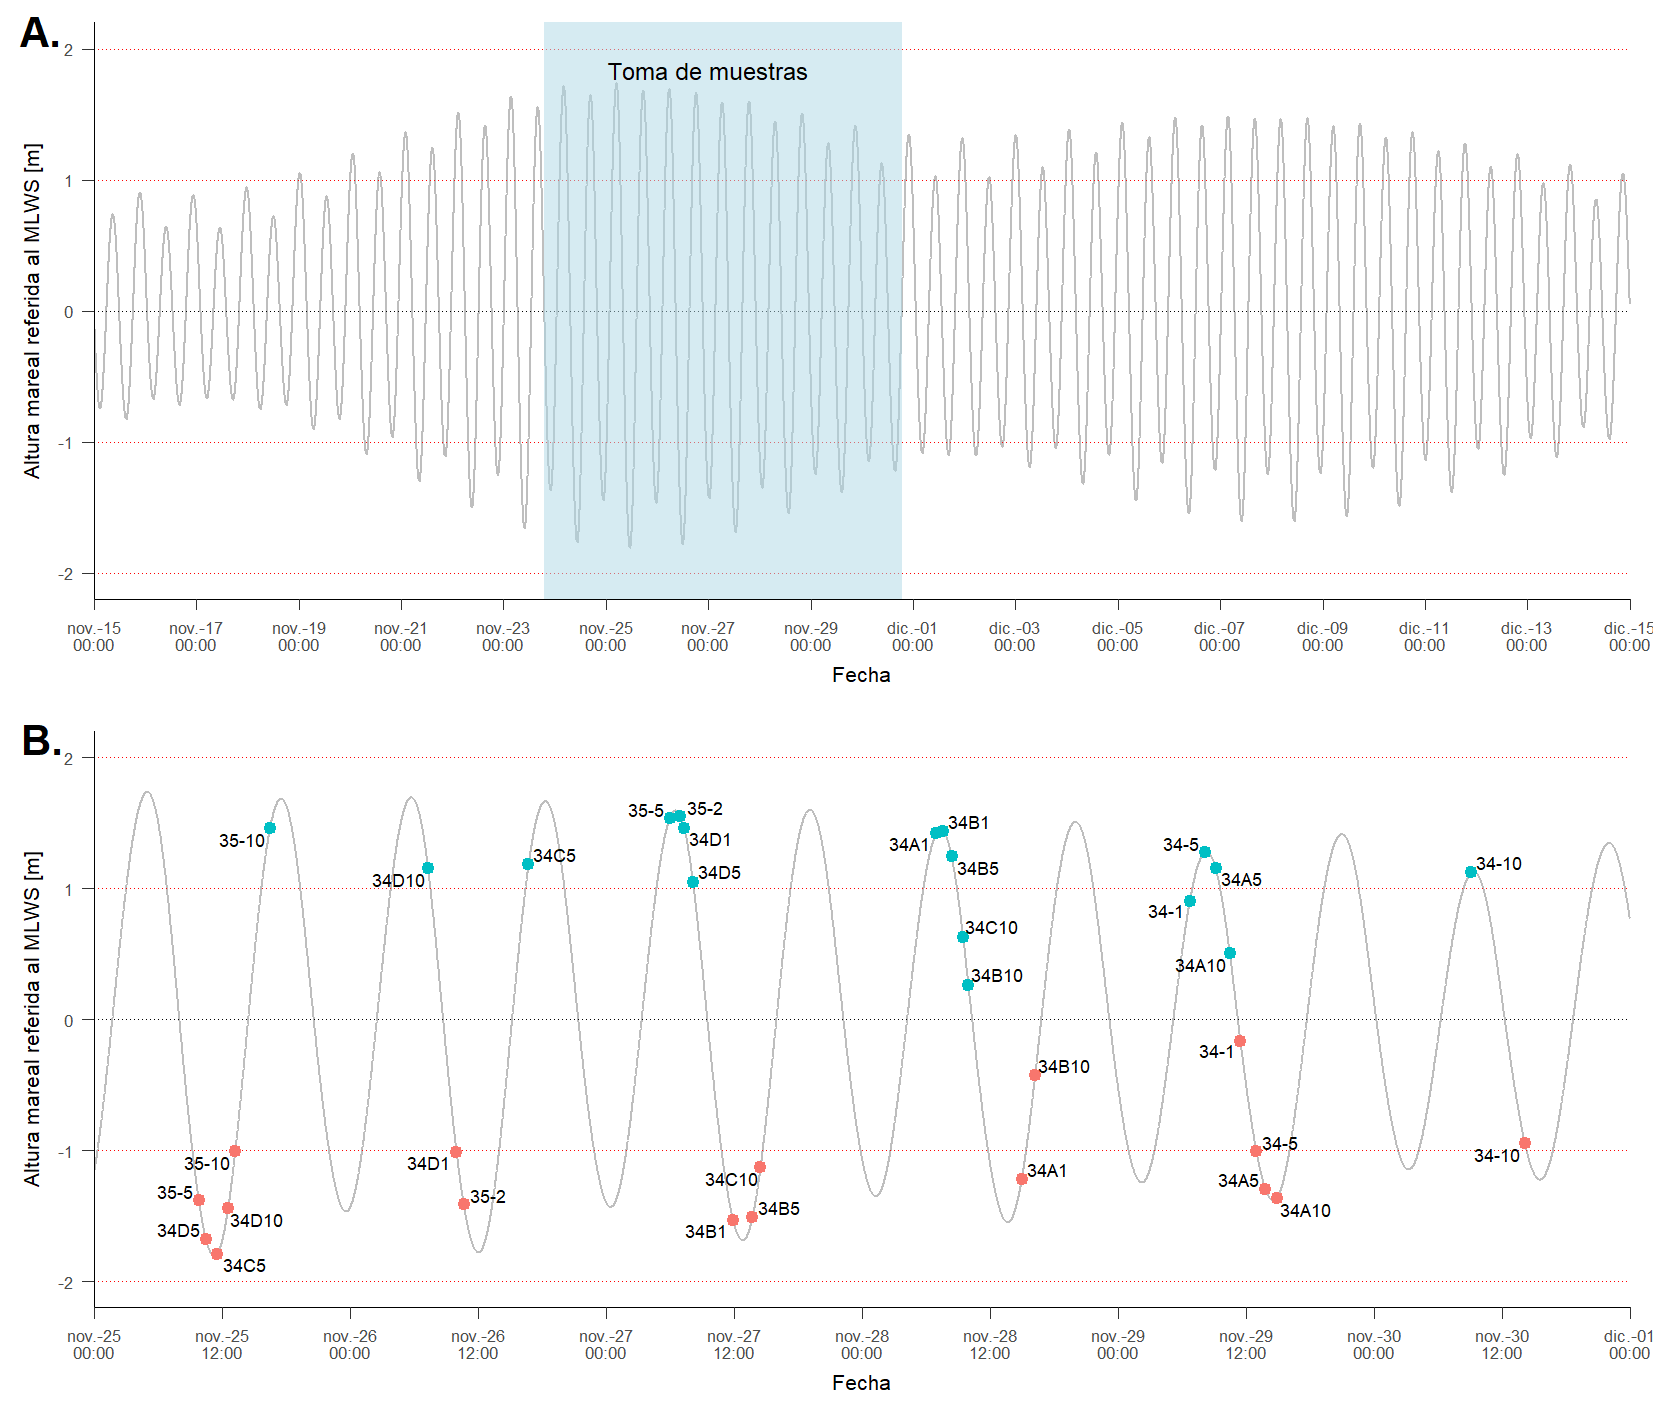 A.
Toma de muestras
Altura mareal referida al MLWS [m]
2
1
0
-1
-2
nov.-15 nov.-17 nov.-19 nov.-21 nov.-23 nov.-25 nov.-27 nov.-29 dic.-01 dic.-03 dic.-05 dic.-07 dic.-09 dic.-11 dic.-13 dic.-15
00:00 00:00 00:00 00:00 00:00 00:00 00:00 00:00 00:00 00:00 00:00 00:00 00:00 00:00 00:00 00:00
Fecha
B.
Altura mareal referida al MLWS [m]
2
1
0
-1
-2
35-10
34D10
34C5
35-5
35-2
34D1
34D5
34A1
34B1
34B5
34C10
34B10
34-5
34A5
34-1
34A10
34-10
35-10
35-5
34D5
34D10
34C5
34D1
35-2
34C10
34B1
34B5
34B10
34A1
34-1
34-5
34A5
34A10
34-10
nov.-25 nov.-25 nov.-26 nov.-26 nov.-27 nov.-27 nov.-28 nov.-28 nov.-29 nov.-29 nov.-30 nov.-30 dic.-01
00:00 12:00 00:00 12:00 00:00 12:00 00:00 12:00 00:00 12:00 00:00 12:00 00:00
Fecha